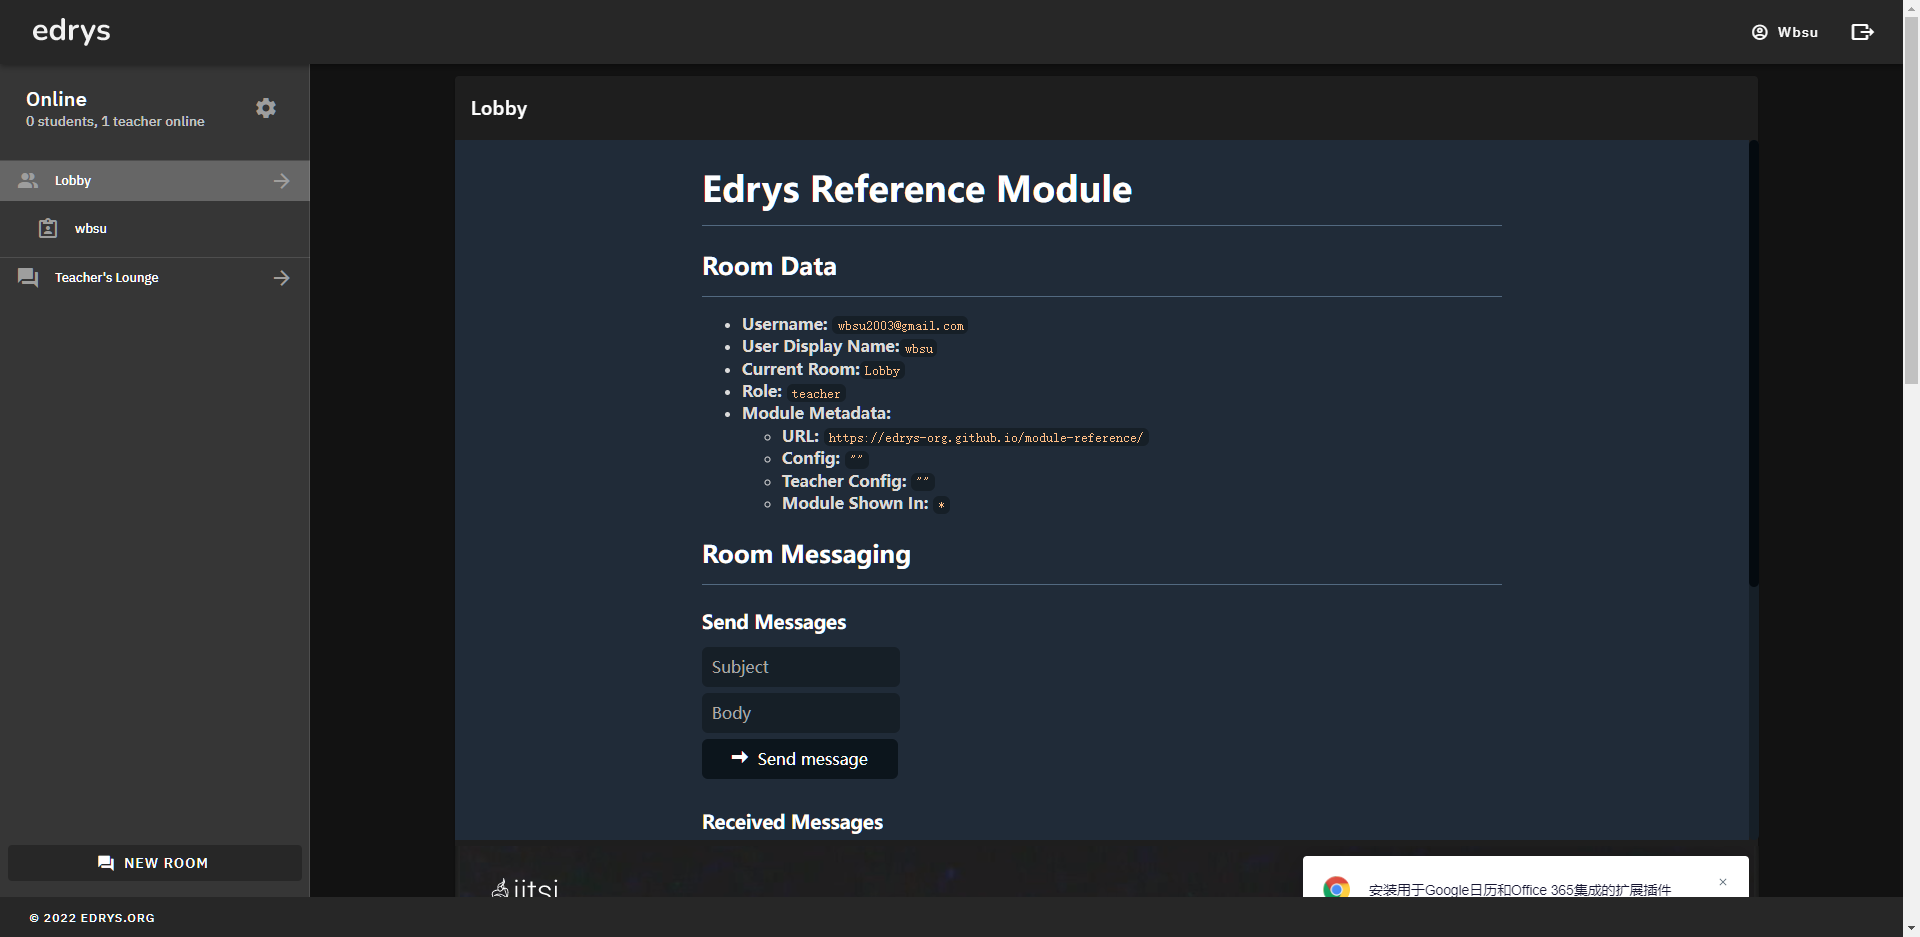 edrys
Wbsu
Online
0 students, 1 teacher online
Lobby
wbsu
Teacher's Lounge
NEW ROOM
Lobby
Edrys Reference Module
Room Data
Username: wbsu2003@gmail.com
User Display Name: wbsu
Current Room: Lobby
Role: teacher
Module Metadata:
URL: https://edrys-org.github.io/module-reference/
Config: ""
Teacher Config: ""
Module Shown In: *
Room Messaging
Send Messages
Subject
Body
Send message
Received Messages
jitsi
安装用于Google日历和Office 365集成的扩展插件
© 2022 EDRYS.ORG